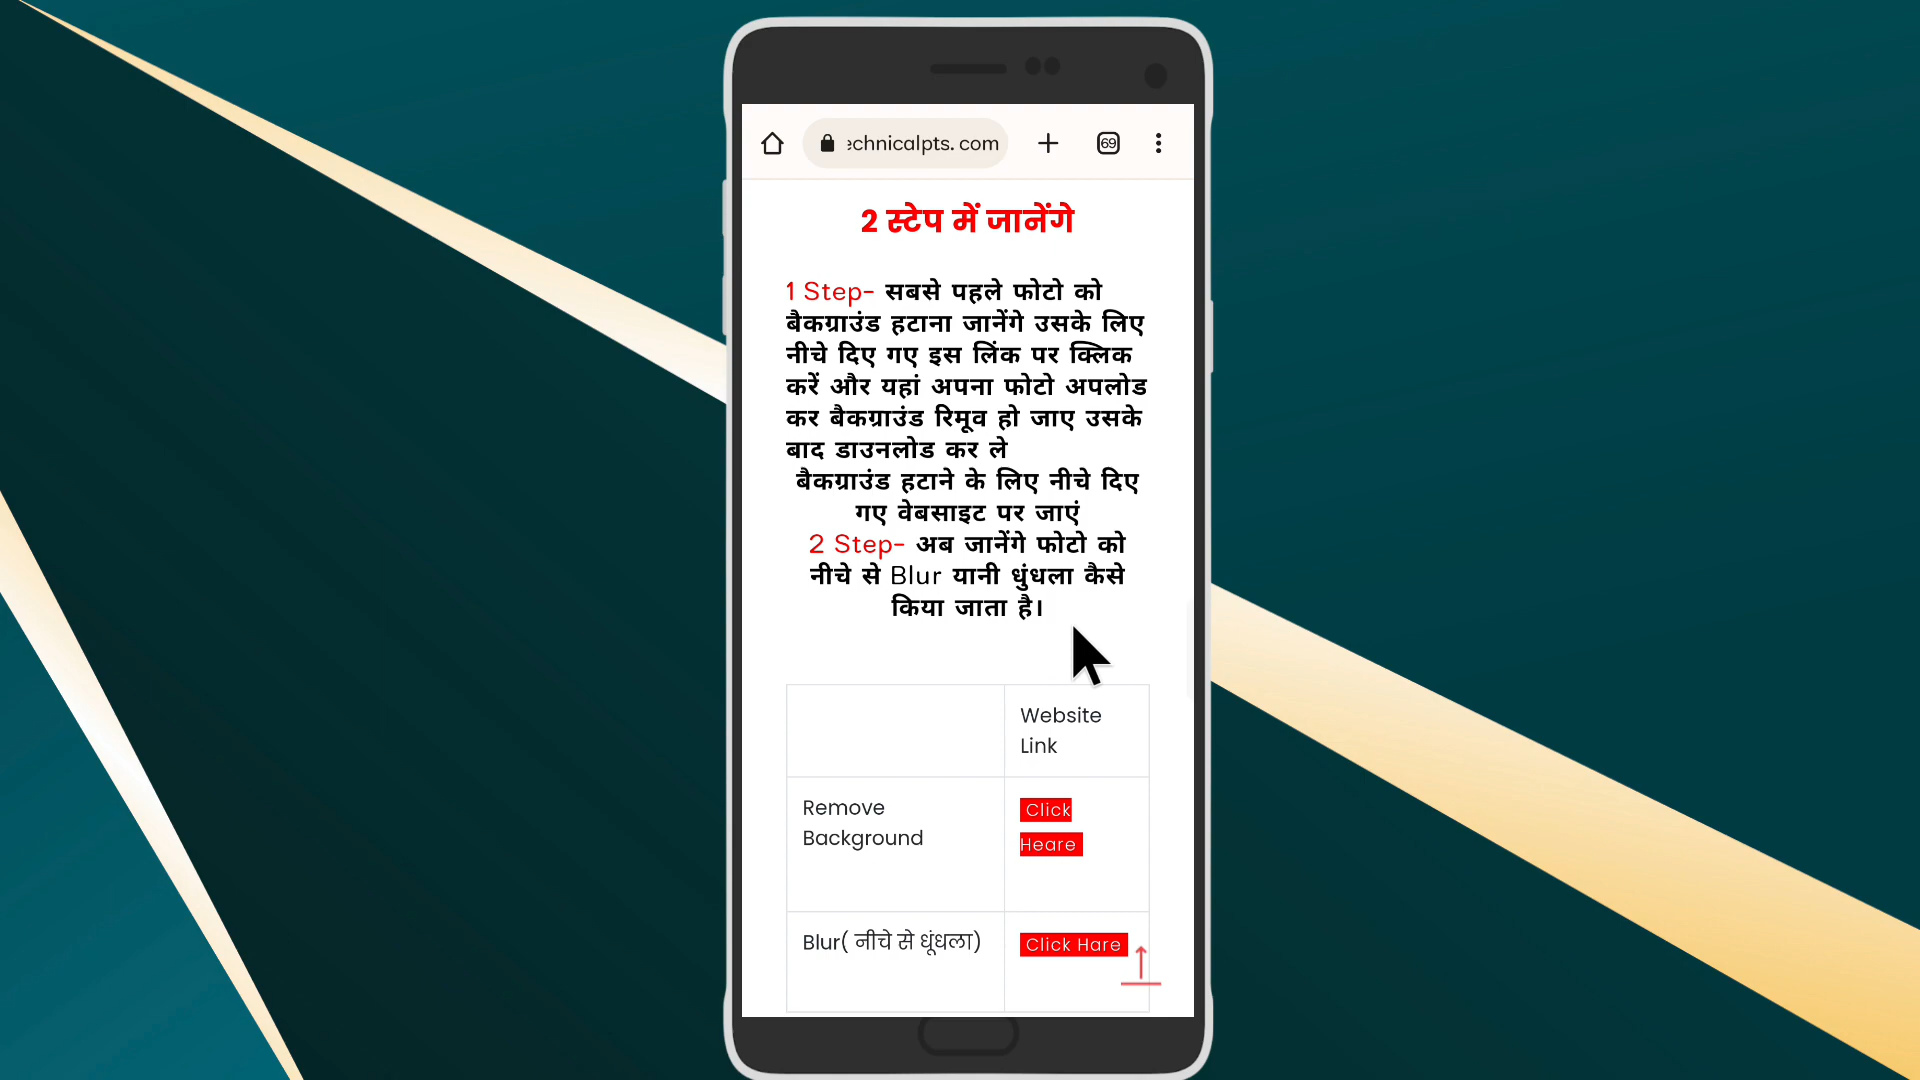 echnicalpts. com
69
2 स्टेप में जानेंगे
1 Step- सबसे पहले फोटो को
बैकग्राउंड हटाना जानेंगे उसके लिए
नीचे दिए गए इस लिंक पर क्लिक
करें और यहां अपना फोटो अपलोड
कर बैकग्राउंड रिमूव हो जाए उसके
बाद डाउनलोड कर ले
बैकग्राउंड हटाने के लिए नीचे दिए
गए वेबसाइट पर जाएं
2 Step- अब जानेंगे फोटो को
नीचे से Blur यानी धुंधला कैसे
किया जाता है।
Website
Link
Remove
Background
Click
Heare
Blur( नीचे से धूंधला)
Click Hare